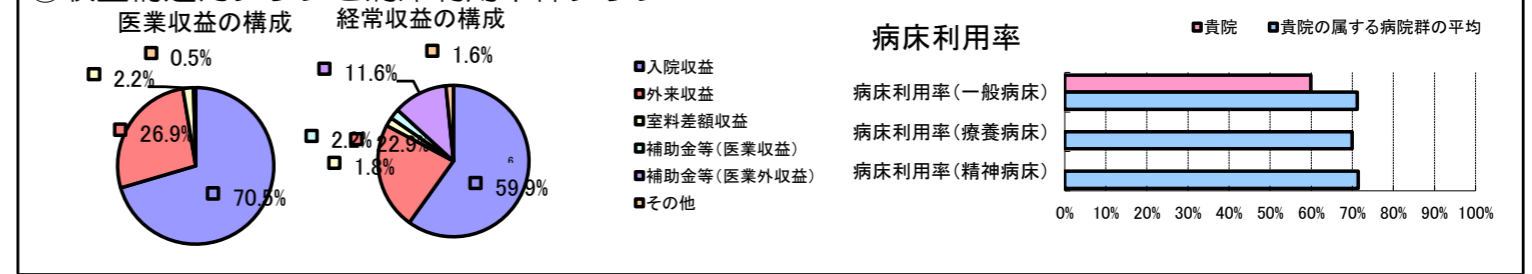 医業収益の構成
0.5%
2.2%
26.9%
70.5%
経常収益の構成
1.6%
11.6%
2.2%
22.9%
1.8%
59.9%
入院収益
外来収益
室料差額収益
補助金等(医業収益)
補助金等(医業外収益)
その他
病床利用率
貴院
貴院の属する病院群の平均
病床利用率(一般病床)
病床利用率(療養病床)
病床利用率(精神病床)
0% 10% 20% 30% 40% 50% 60% 70% 80% 90% 100%